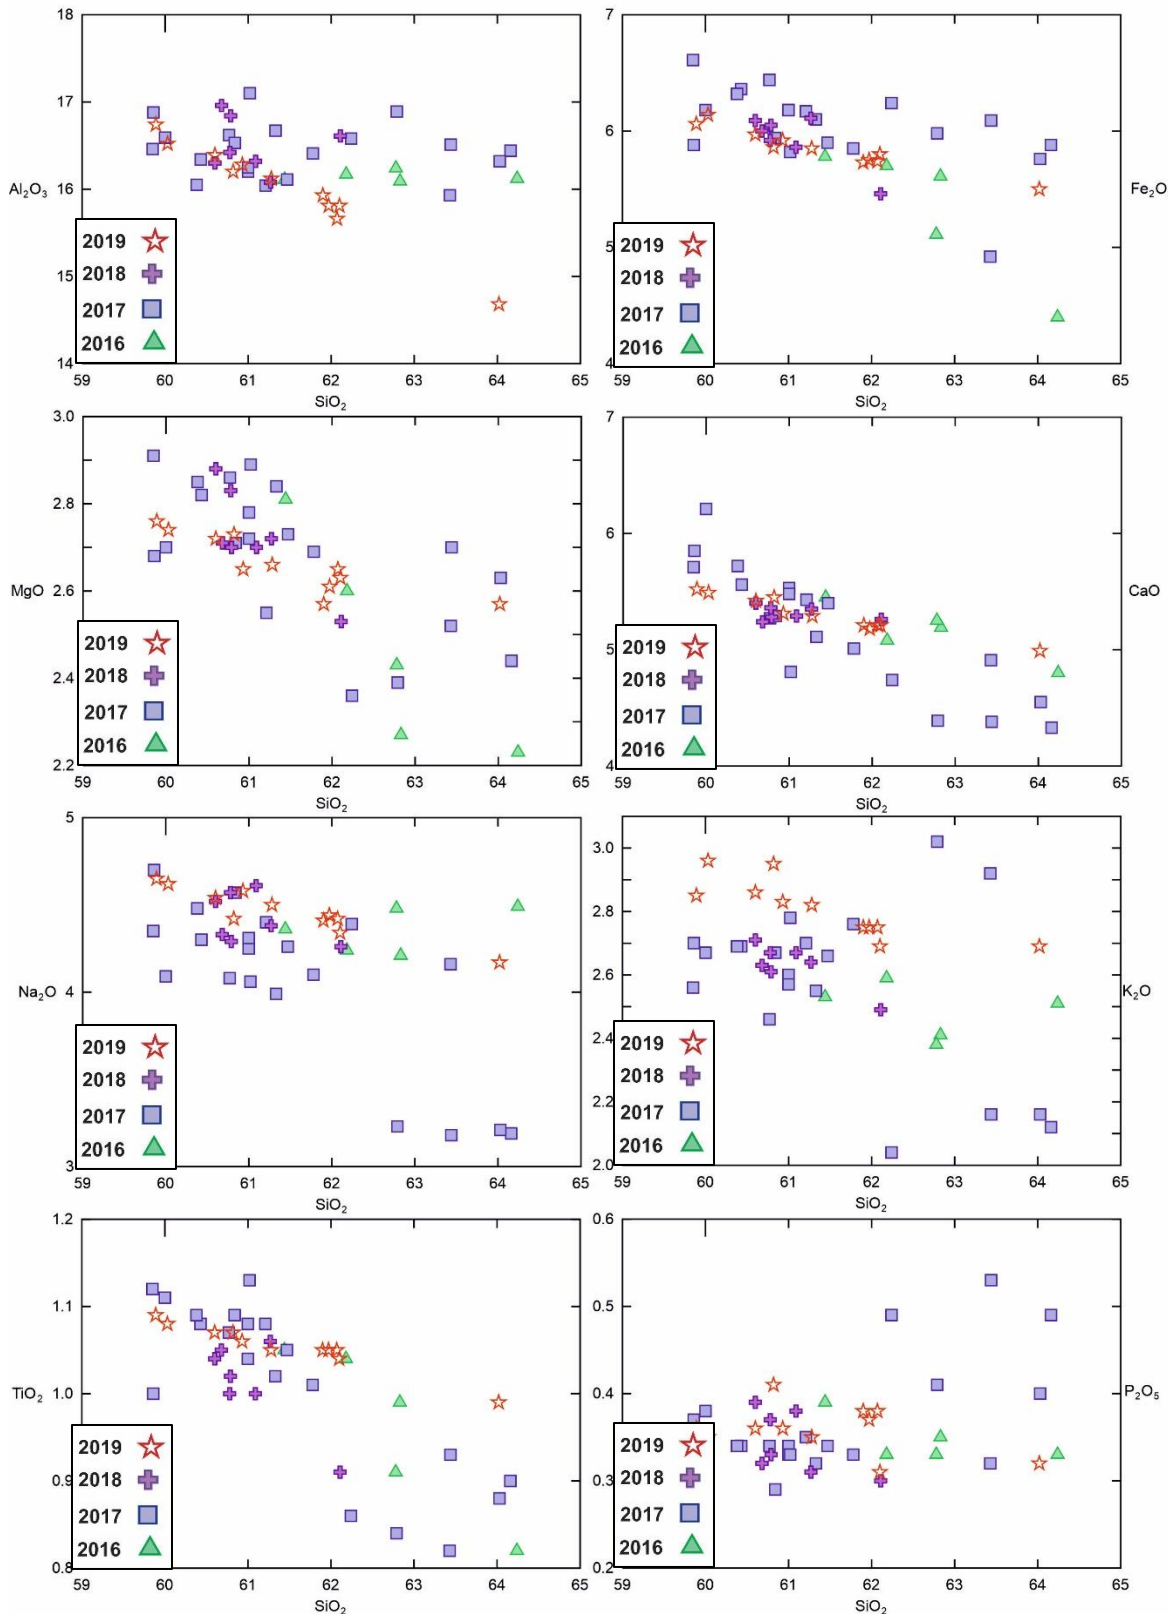 18
17
16
15
14
Al₂O₃
2019
2018
2017
2016
59 60 61 62 63 64 65
SiO₂
7
6
5
4
Fe₂O
2019
2018
2017
2016
59 60 61 62 63 64 65
SiO₂
3.0
2.8
2.6
2.4
2.2
MgO
2019
2018
2017
2016
59 60 61 62 63 64 65
SiO₂
7
6
5
4
CaO
2019
2018
2017
2016
59 60 61 62 63 64 65
SiO₂
5
4
3
Na₂O
2019
2018
2017
2016
59 60 61 62 63 64 65
SiO₂
3.0
2.8
2.6
2.4
2.2
2.0
K₂O
2019
2018
2017
2016
59 60 61 62 63 64 65
SiO₂
1.2
1.1
1.0
0.9
0.8
TiO₂
2019
2018
2017
2016
59 60 61 62 63 64 65
SiO₂
0.6
0.5
0.4
0.3
0.2
P₂O₅
2019
2018
2017
2016
59 60 61 62 63 64 65
SiO₂